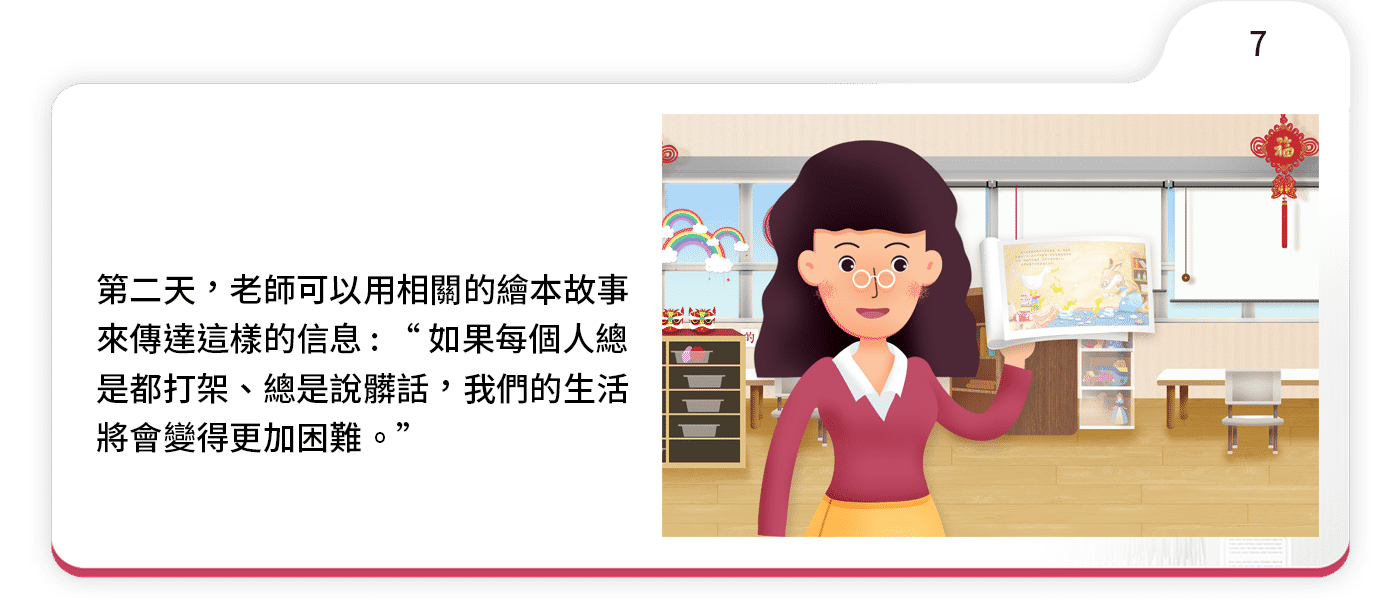 7
第二天，老師可以用相關的繪本故事
來傳達這樣的信息：“如果每個人總
是都打架、總是說髒話，我們的生活
將會變得更加困難。”
福
的